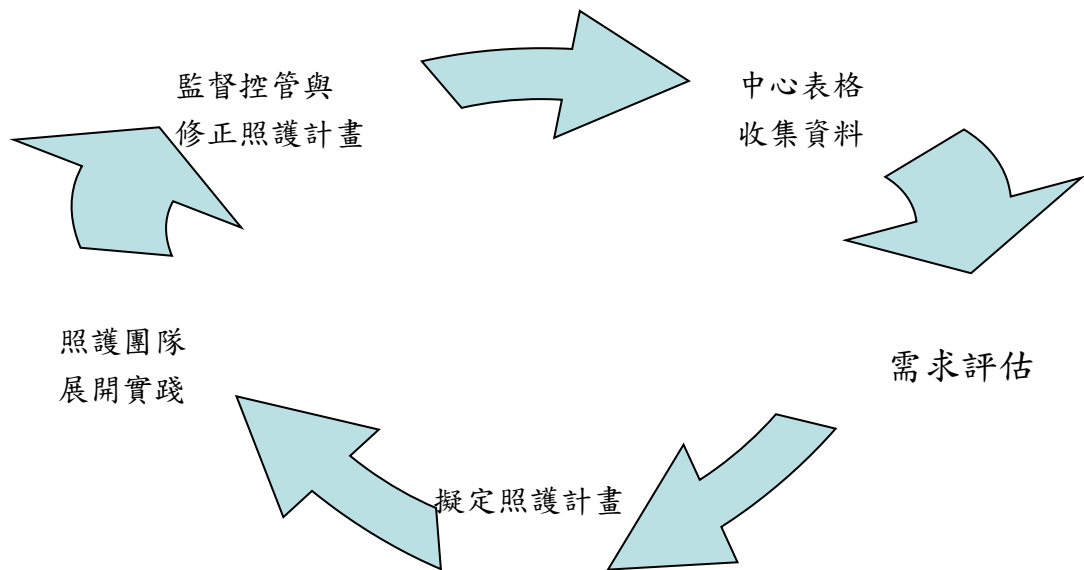 監督控管與
修正照護計畫
中心表格
收集資料
需求評估
擬定照護計畫
照護團隊
展開實踐